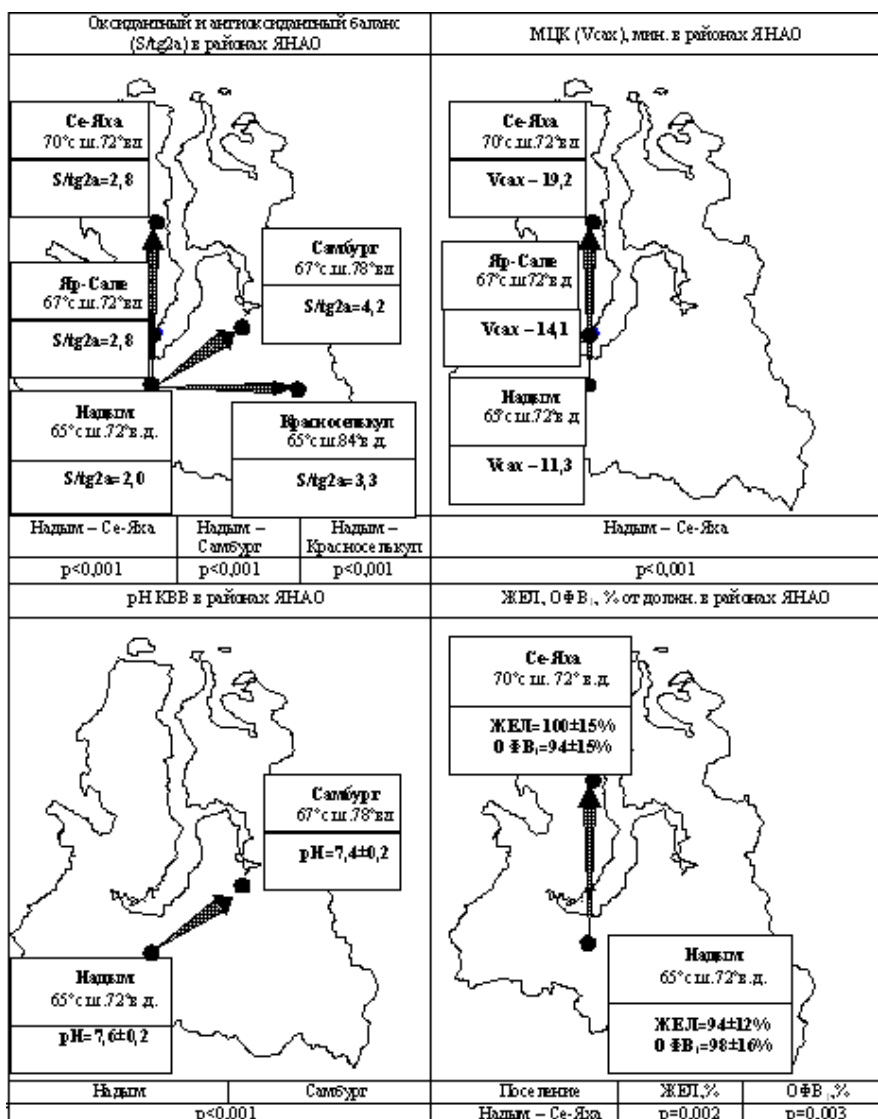 Оксидантный и антиоксидантный баланс
(S/tg2a) в районах ЯНАО
Се-Яха
70°с.ш.72°в.д
S/tg2a=2,8
Самбург
67°с.ш.78°в.д
S/tg2a=4,2
Яр-Сале
67°с.ш.72°в.д
S/tg2a=2,8
Надым
65°с.ш.72°в.д.
S/tg2a=2,0
Красноселькуп
65°с.ш.84°в.д.
S/tg2a=3,3
Надым – Се-Яха
Надым –
Самбург
Надым –
Красноселькуп
p<0,001
p<0,001
p<0,001
МЦК (Vсах), мин. в районах ЯНАО
Се-Яха
70°с.ш.72°в.д
Vсах – 19,2
Яр-Сале
67°с.ш.72°в.д
Vсах – 14,1
Надым
65°с.ш.72°в.д
Vсах – 11,3
Надым – Се-Яха
p<0,001
pH КВВ в районах ЯНАО
Самбург
67°с.ш.78°в.д
pH=7,4±0,2
Надым
65°с.ш.72°в.д.
pH=7,6±0,2
Надым
Самбург
p<0,001
ЖЕЛ, ОФВ1, % от должн. в районах ЯНАО
Се-Яха
70°с.ш. 72° в.д.
ЖЕЛ=100±15%
ОФВ1=94±15%
Надым
65°с.ш.72°в.д.
ЖЕЛ=94±12%
ОФВ1=98±16%
Поселение
ЖЕЛ,%
ОФВ1,%
Надым – Се-Яха
p=0,002
p=0,003